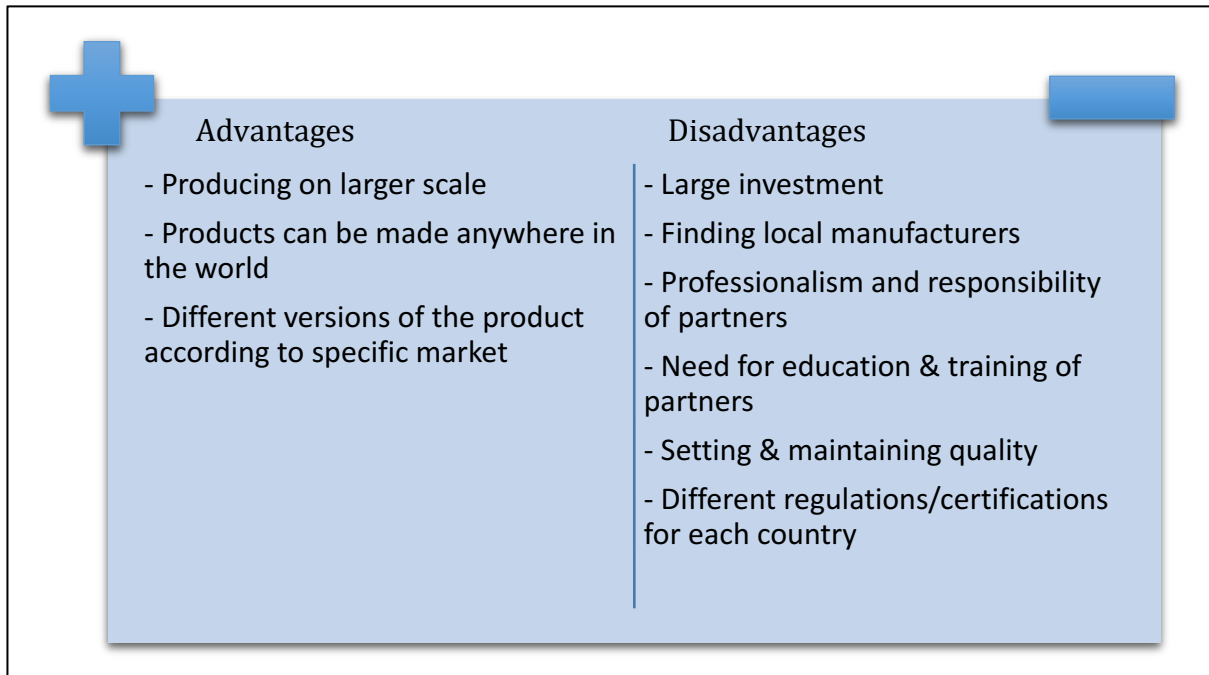 Advantages
- Producing on larger scale
- Products can be made anywhere in
the world
- Different versions of the product
according to specific market
Disadvantages
- Large investment
- Finding local manufacturers
- Professionalism and responsibility
of partners
- Need for education & training of
partners
- Setting & maintaining quality
- Different regulations/certifications
for each country